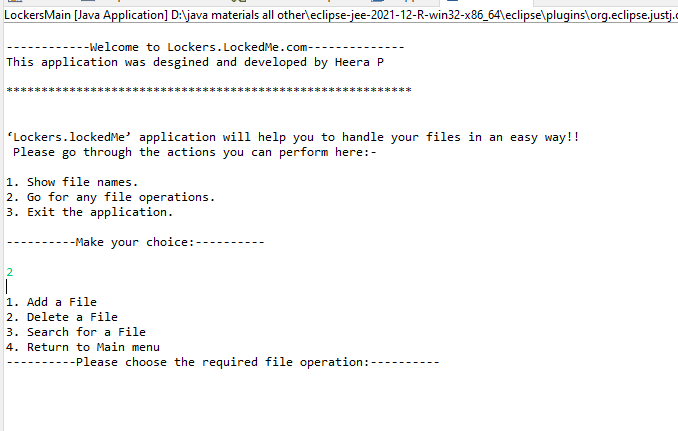 LockersMain [Java Application] D:\java materials all other\eclipse-jee-2021-12-R-win32-x86_64\eclipse\plugins\org.eclipse.justj.
------------Welcome to Lockers.LockedMe.com--------------
This application was desgined and developed by Heera P
**********************************************************
‘Lockers.lockedMe’ application will help you to handle your files in an easy way!!
Please go through the actions you can perform here:-
1. Show file names.
2. Go for any file operations.
3. Exit the application.
----------Make your choice:----------
2
1. Add a File
2. Delete a File
3. Search for a File
4. Return to Main menu
----------Please choose the required file operation:----------